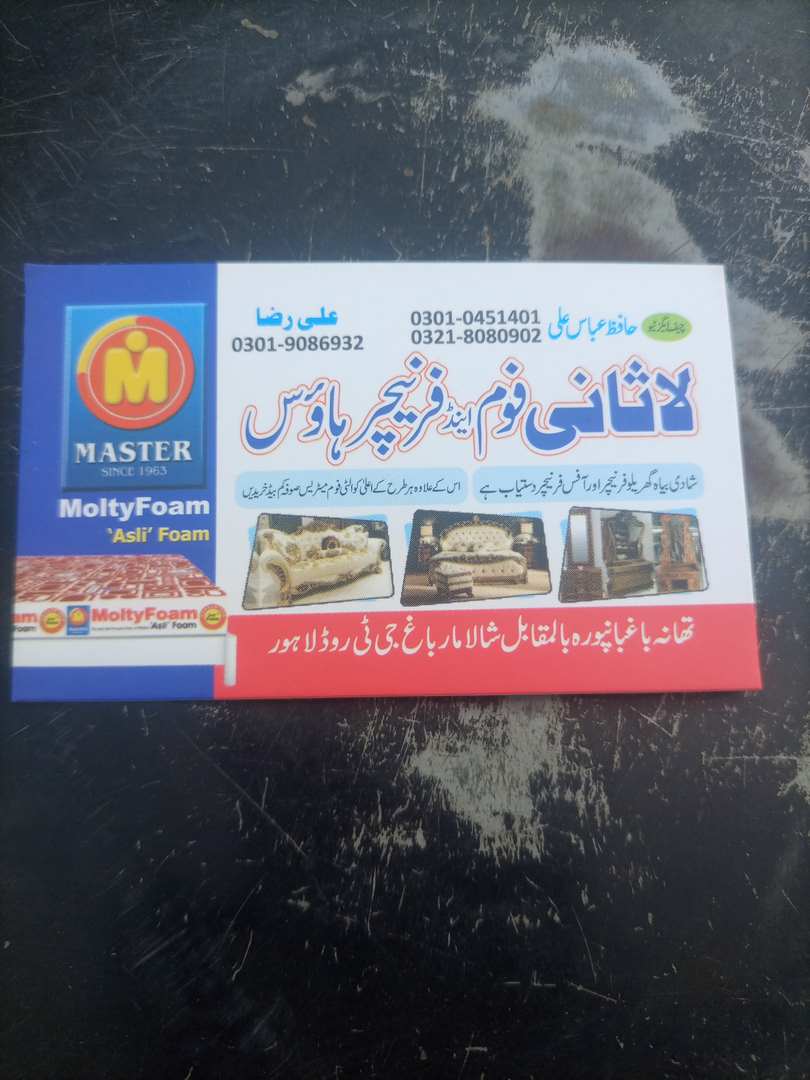 MASTER
SINCE 1963
MoltyFoam
'Asli' Foam
علی رضا
0301-9086932
چیف ایگزیکٹو
حافظ عباس علی
0301-0451401
0321-8080902
لاثانی فوم اینڈ فرنیچر ہاؤس
شادی بیاہ گھریلو فرنیچر اور آفس فرنیچر دستیاب ہے
اس کے علاوہ ہر طرح کے اعلیٰ کوالٹی فوم میٹریس صوفہ کم بیڈ خریدیں
am MoltyFoam
oam 'Asli' Foam
تھانہ باغبانپورہ بالمقابل شالامار باغ جی ٹی روڈ لاہور